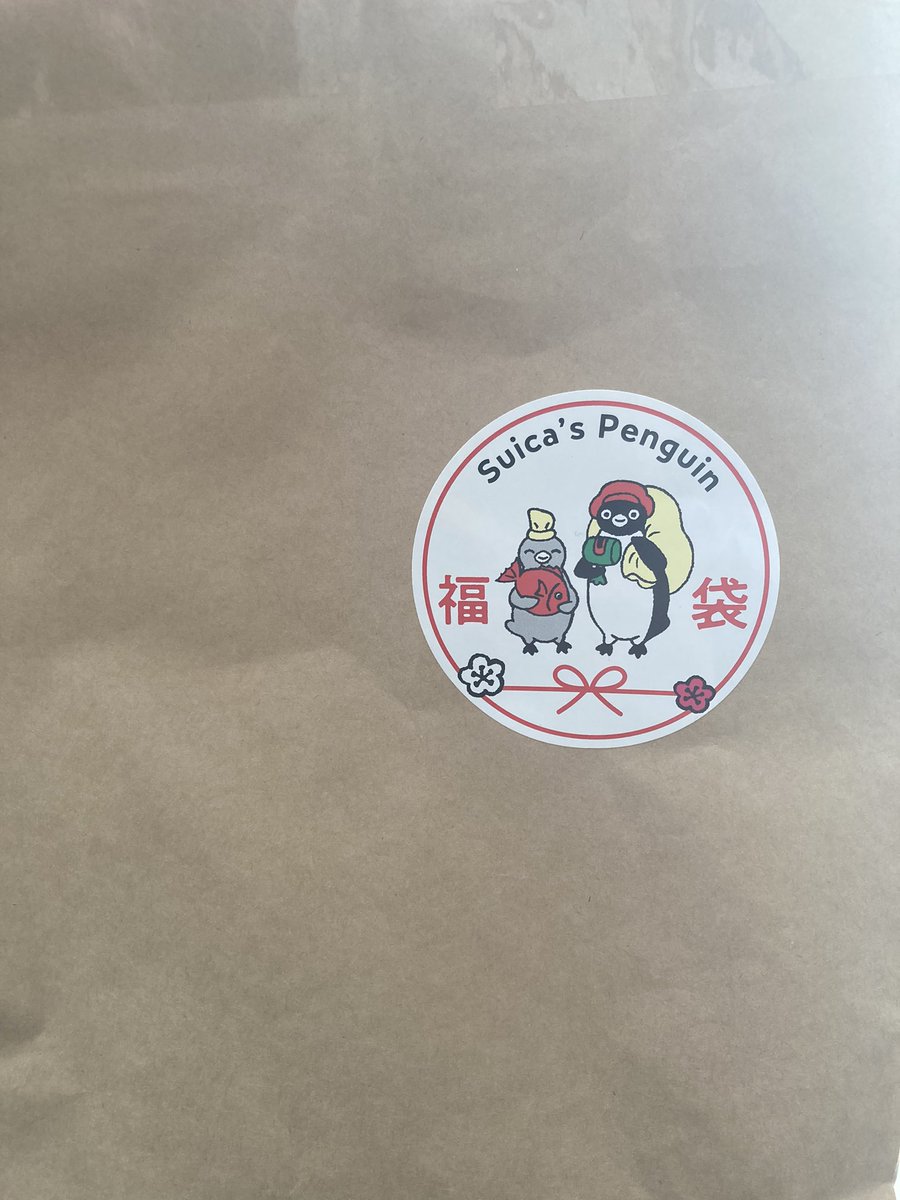 Suica's Penguin
福袋